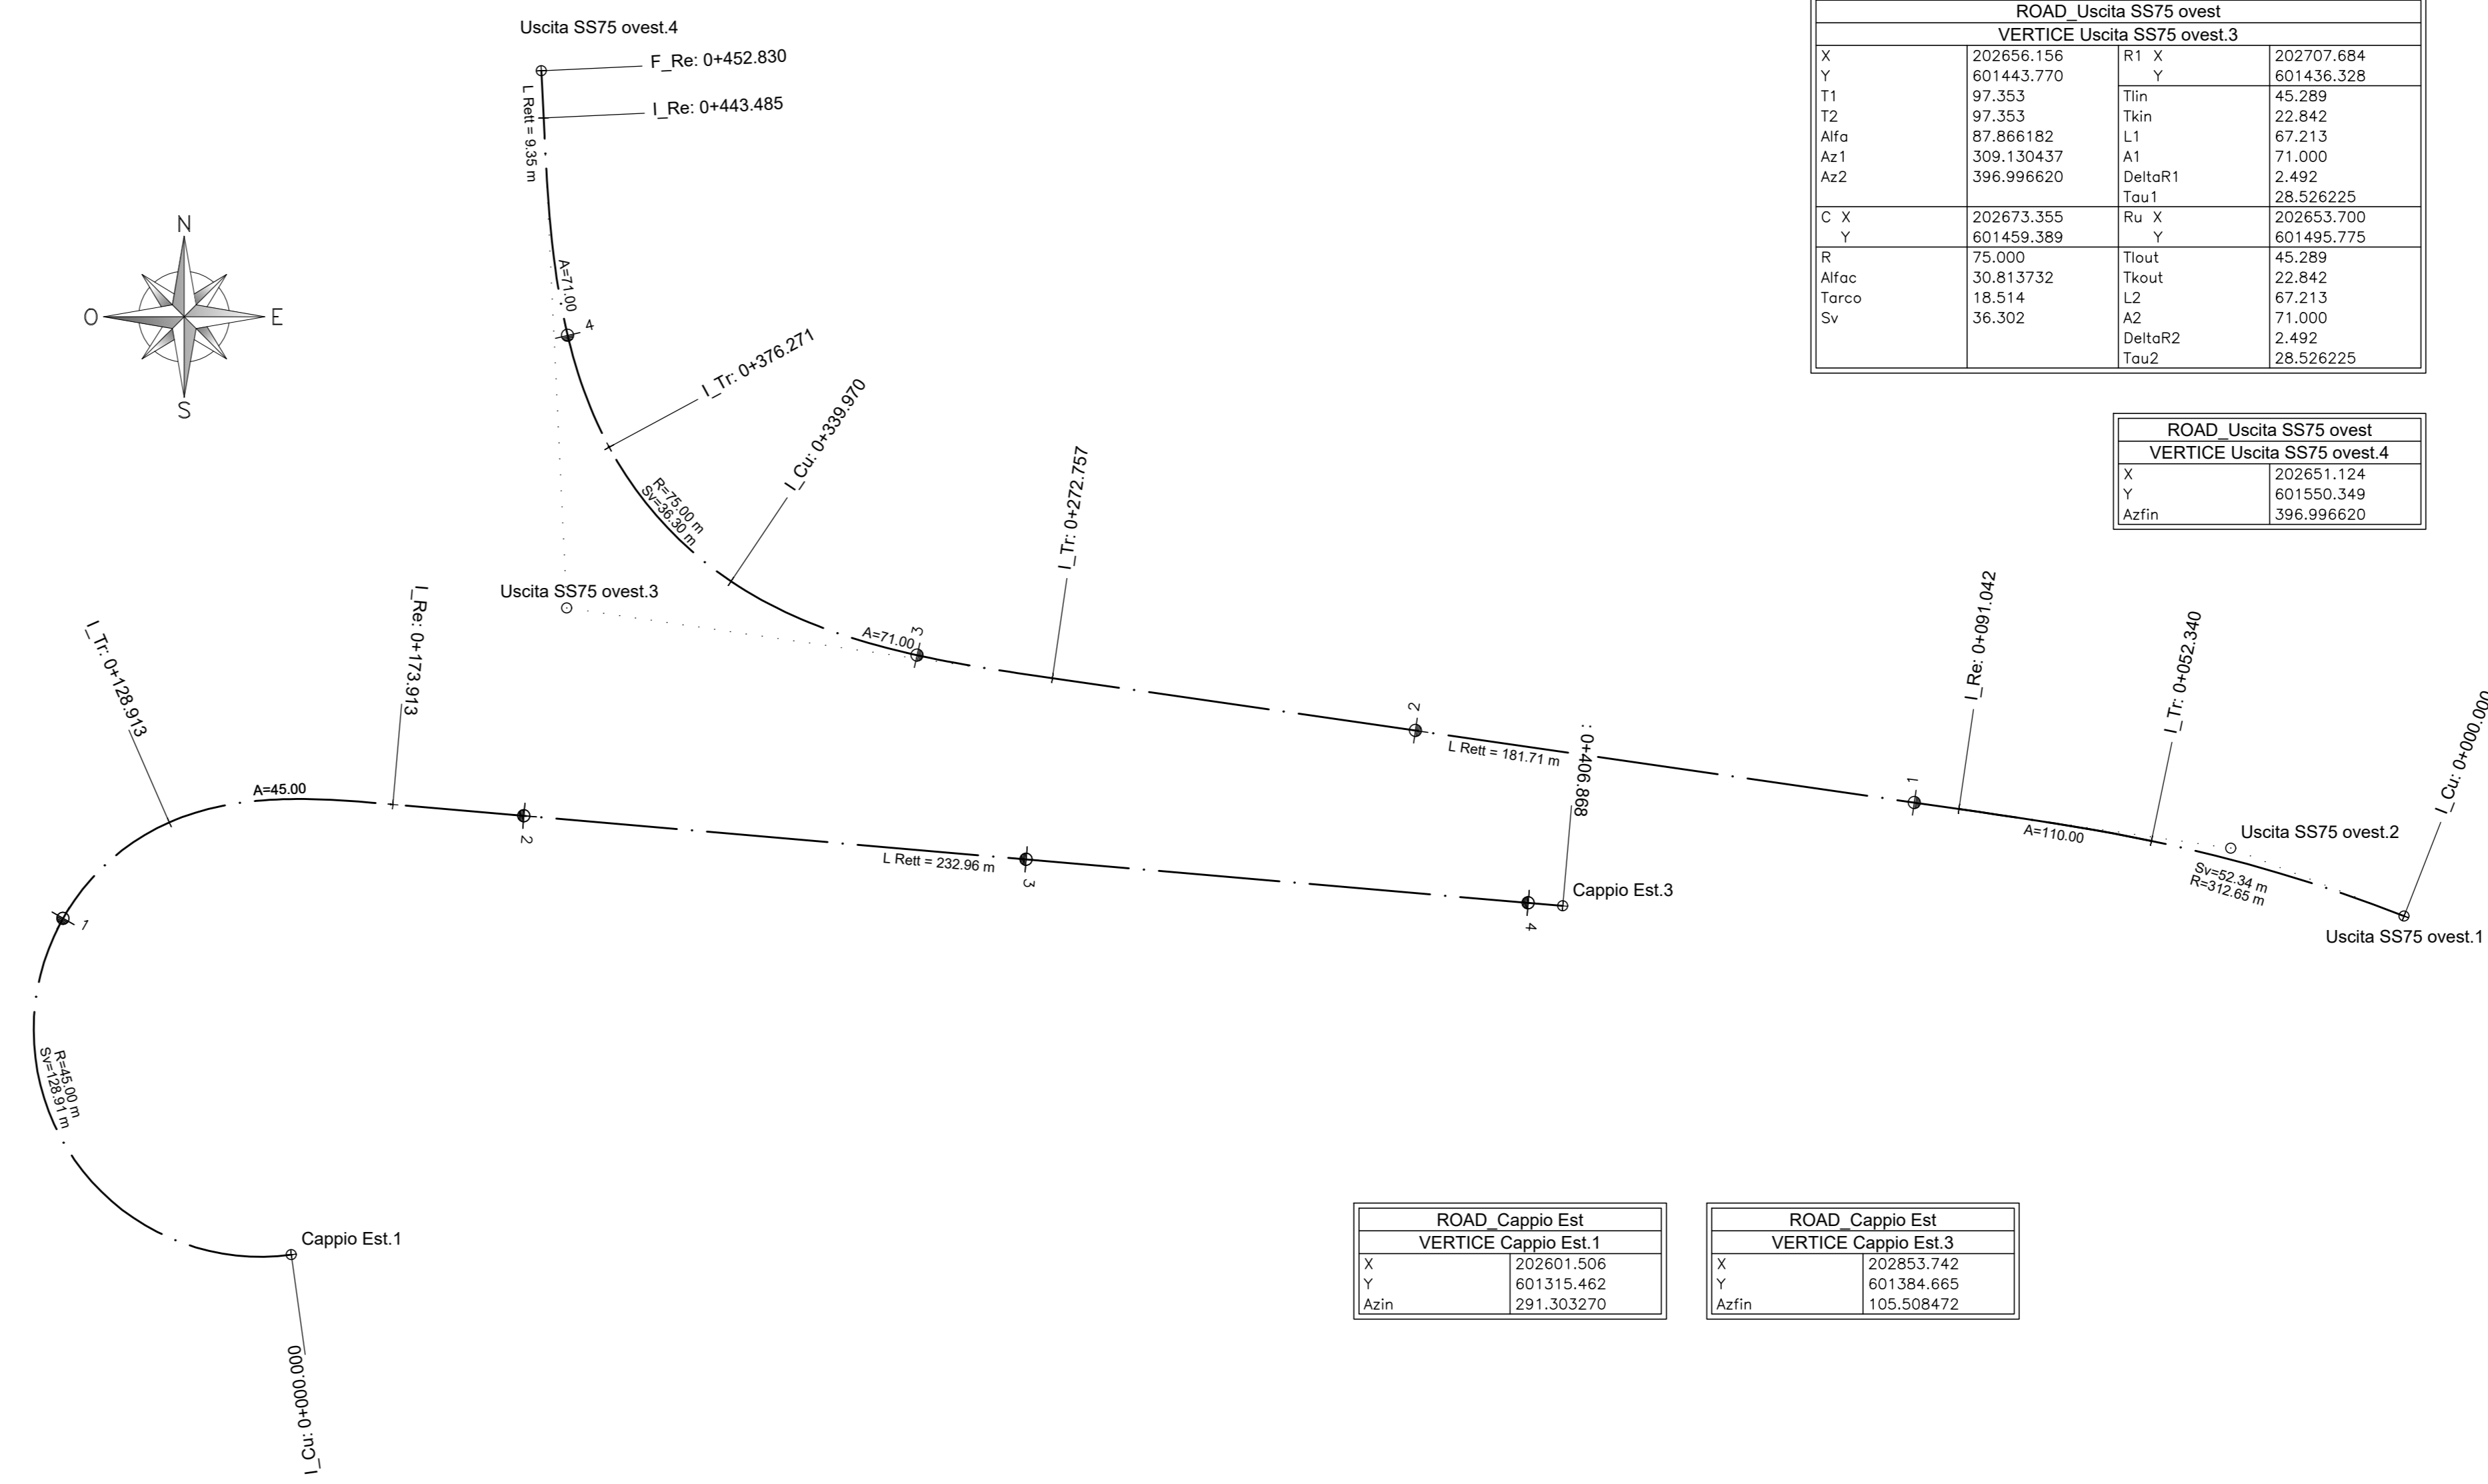 Uscita SS75 ovest.4
F_Re: 0+452.830
I_Re: 0+443.485
L Rett = 9.35 m
A=71.00
4
I_Tr: 0+376.271
I_Cu: 0+339.970
R=75.00 m
Sv=36.30 m
I_Tr: 0+272.757
Uscita SS75 ovest.3
A=71.00
3
2
L Rett = 181.71 m
I_Re: 0+091.042
I_Tr: 0+052.340
I_Cu: 0+000.000
1
A=110.00
Uscita SS75 ovest.2
Sv=52.34 m
R=312.65 m
Uscita SS75 ovest.1
N
O
E
S
I_Tr: 0+128.913
I_Re: 0+173.913
A=45.00
2
L Rett = 232.96 m
3
: 0+406.868
Cappio Est.3
4
1
R=45.00 m
Sv=128.91 m
Cappio Est.1
I_Cu: 0+000.000
ROAD_Uscita SS75 ovest
VERTICE Uscita SS75 ovest.3
X 202656.156 R1 X 202707.684
Y 601443.770 Y 601436.328
T1 97.353 Tlin 45.289
T2 97.353 Tkin 22.842
Alfa 87.866182 L1 67.213
Az1 309.130437 A1 71.000
Az2 396.996620 DeltaR1 2.492
Tau1 28.526225
C X 202673.355 Ru X 202653.700
Y 601459.389 Y 601495.775
R 75.000 Tlout 45.289
Alfac 30.813732 Tkout 22.842
Tarco 18.514 L2 67.213
Sv 36.302 A2 71.000
DeltaR2 2.492
Tau2 28.526225
ROAD_Uscita SS75 ovest
VERTICE Uscita SS75 ovest.4
X 202651.124
Y 601550.349
Azfin 396.996620
ROAD_Cappio Est
VERTICE Cappio Est.1
X 202601.506
Y 601315.462
Azin 291.303270
ROAD_Cappio Est
VERTICE Cappio Est.3
X 202853.742
Y 601384.665
Azfin 105.508472